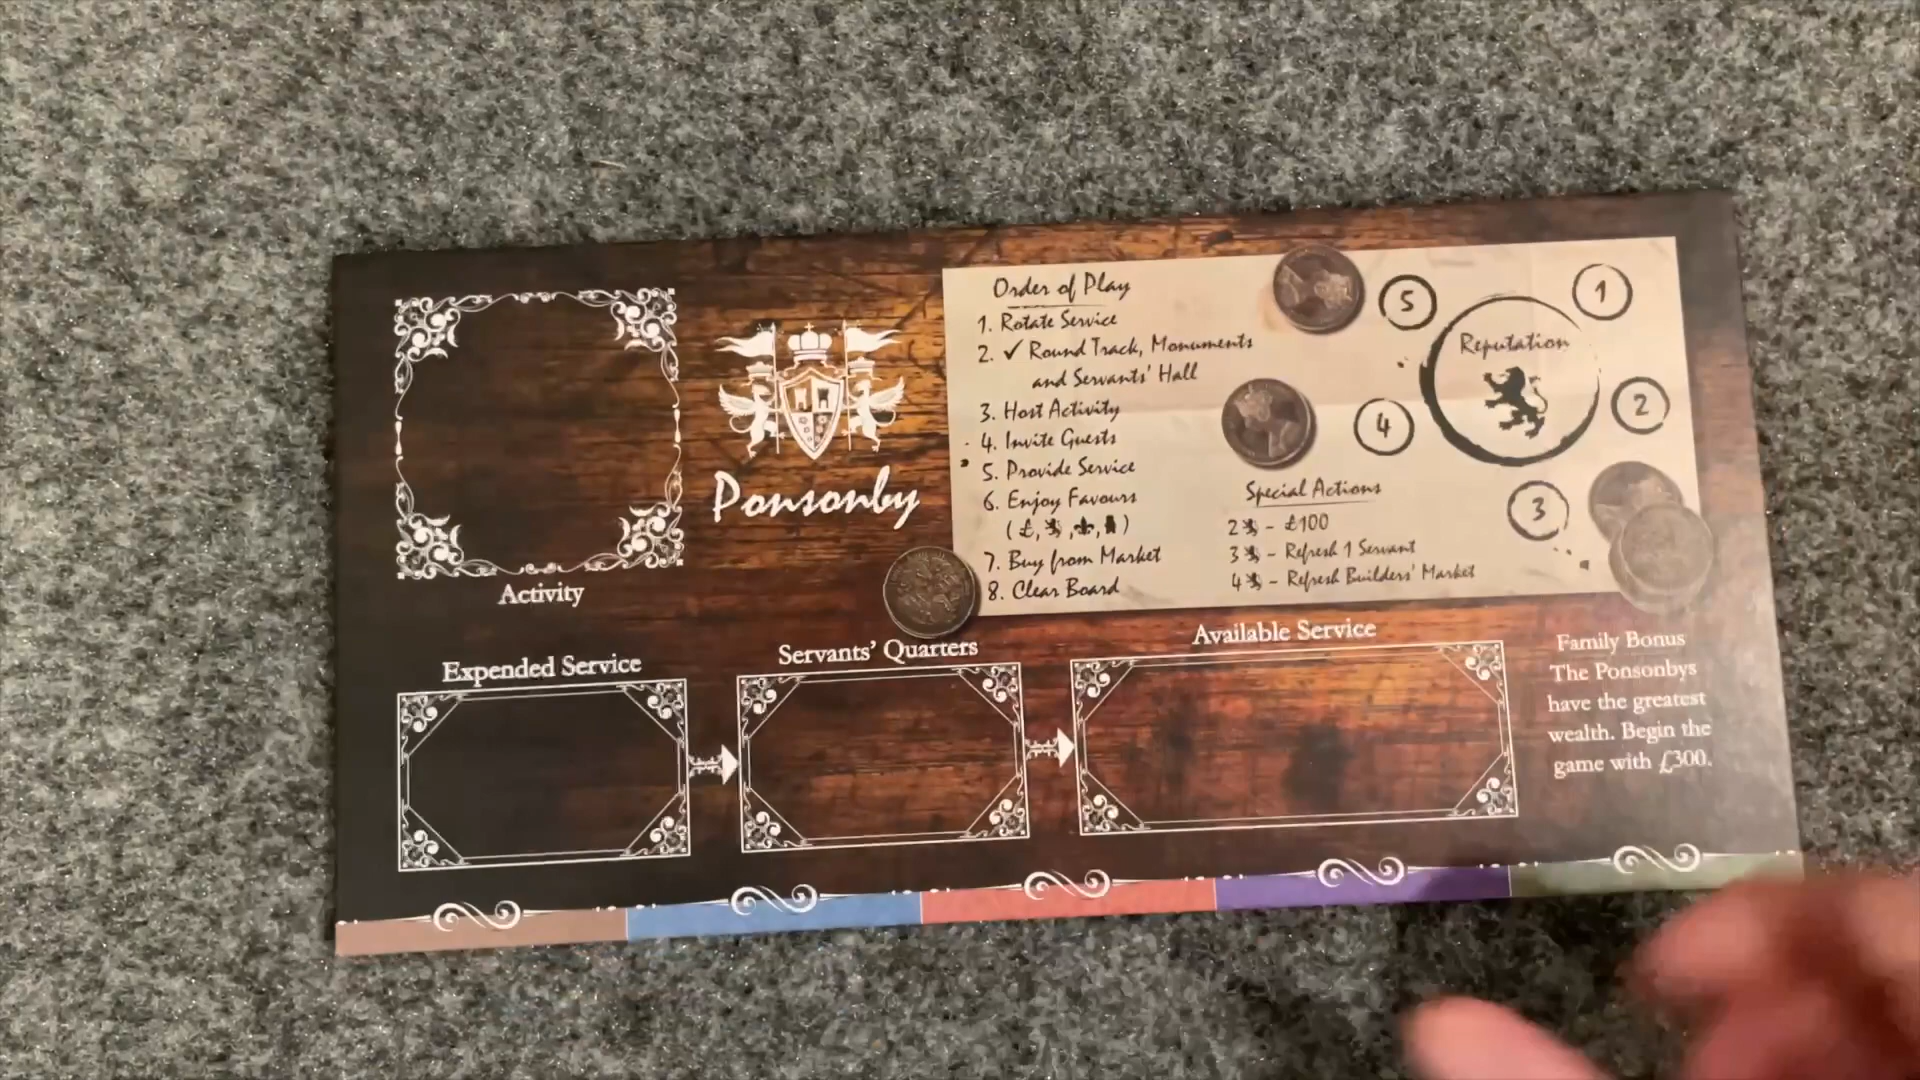 Order of Play
1. Rotate Service
2. ✓ Round Track, Monuments
and Servants' Hall
3. Host Activity
4. Invite Guests
5. Provide Service
6. Enjoy Favours
(£, , , )
7. Buy from Market
8. Clear Board
5
1
Reputation
4
2
3
Special Actions
2 - £100
3 - Refresh 1 Servant
4 - Refresh Builders' Market
Ponsonby
Activity
Expended Service
Servants' Quarters
Available Service
Family Bonus
The Ponsonbys
have the greatest
wealth. Begin the
game with £300.